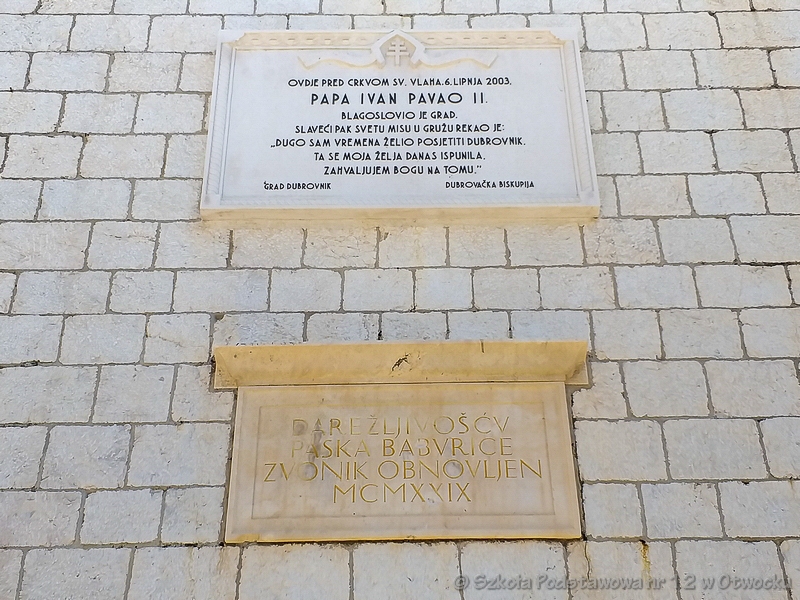 OVDJE PRED CRKVOM SV. VLAHA, 6. LIPNJA 2003.
PAPA IVAN PAVAO II.
BLAGOSLOVIO JE GRAD.
SLAVEĆI PAK SVETU MISU U GRUŽU REKAO JE:
„DUGO SAM VREMENA ŽELIO POSJETITI DUBROVNIK.
TA SE MOJA ŽELJA DANAS ISPUNILA,
ZAHVALJUJEM BOGU NA TOMU.“
GRAD DUBROVNIK DUBROVAČKA BISKUPIJA
DAREŽLJIVOŠĆV
PASKA BABVRICE
ZVONIK OBNOVLJEN
MCMXXIX
© Szkoła Podstawowa nr 12 w Otwocku